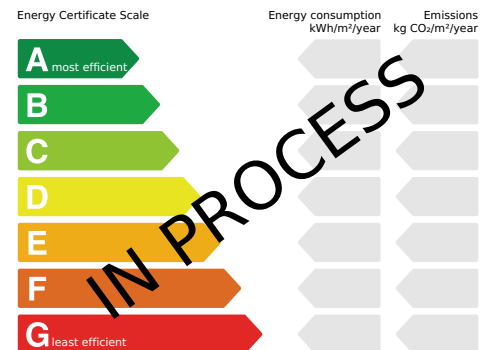 Energy Certificate Scale
Energy consumption
kWh/m²/year
Emissions
kg CO₂/m²/year
A most efficient
B
C
D
E
F
G least efficient
IN PROCESS